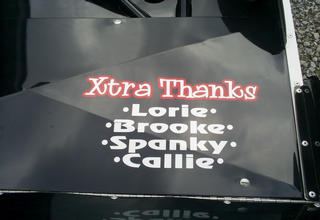 Xtra Thanks
•Lorie•
•Brooke•
•Spanky•
•Callie•